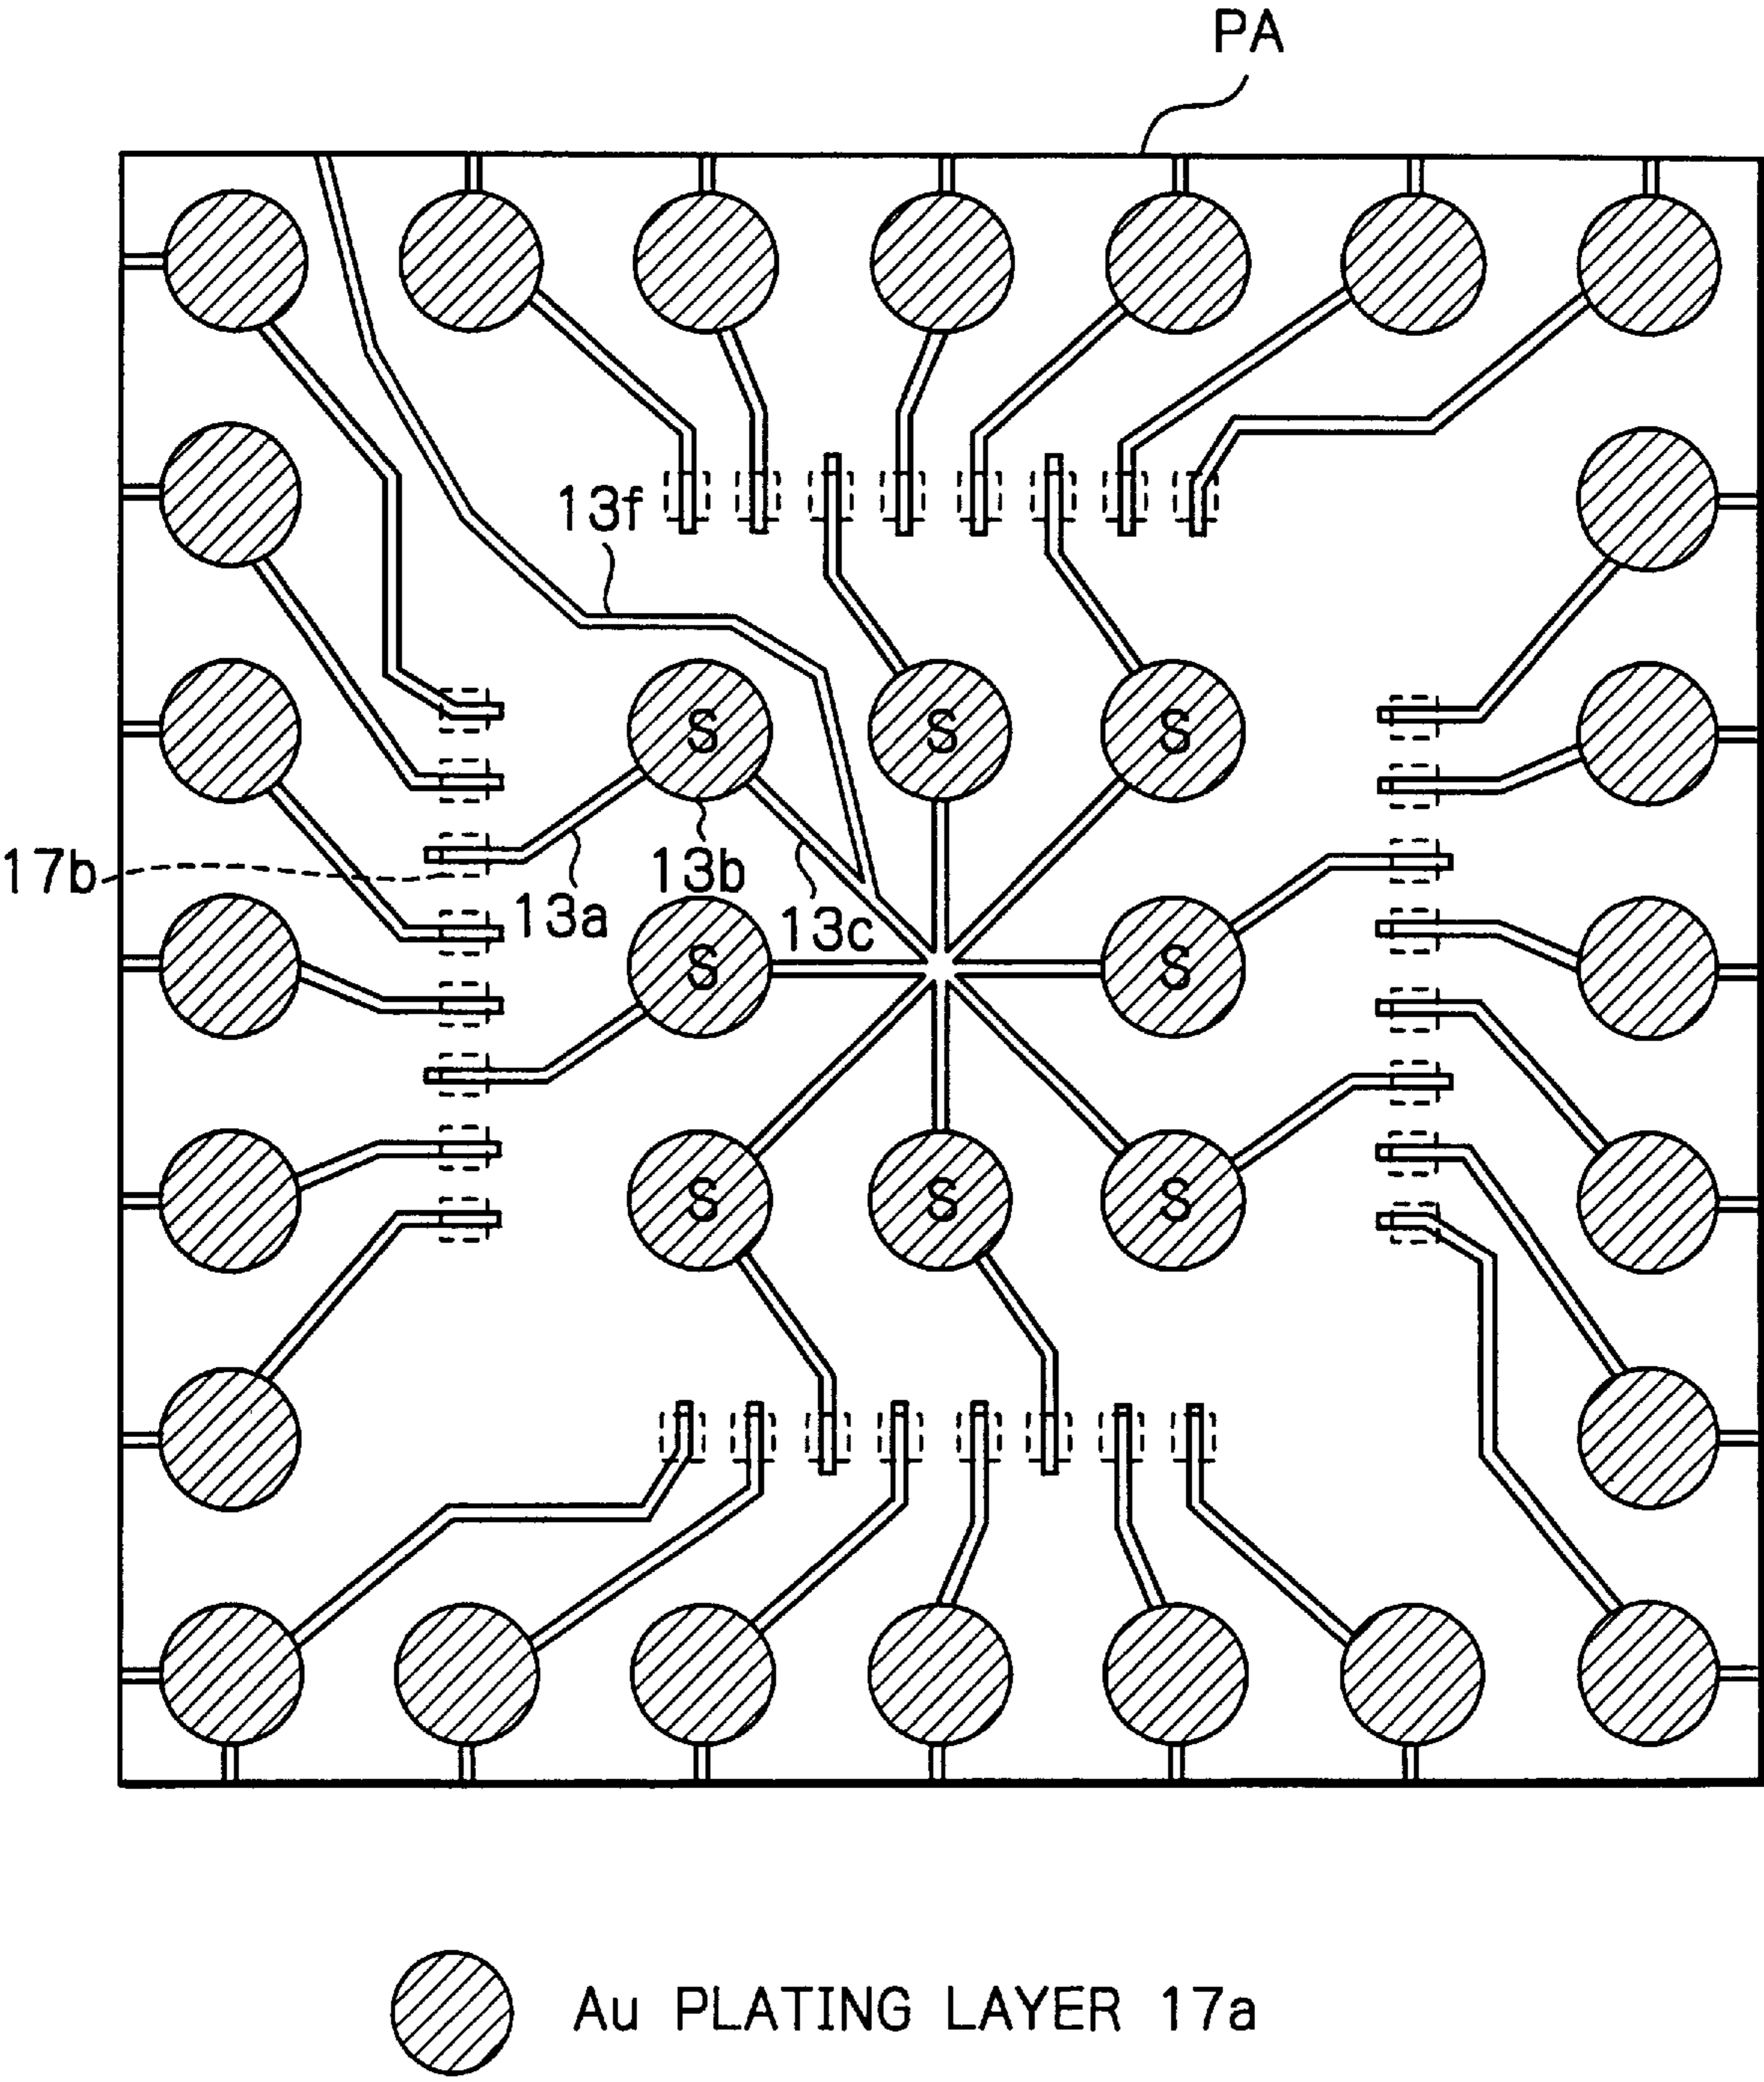 PA
13f
S S S
17b
13a
13b
13c
S S
S S S
Au PLATING LAYER 17a